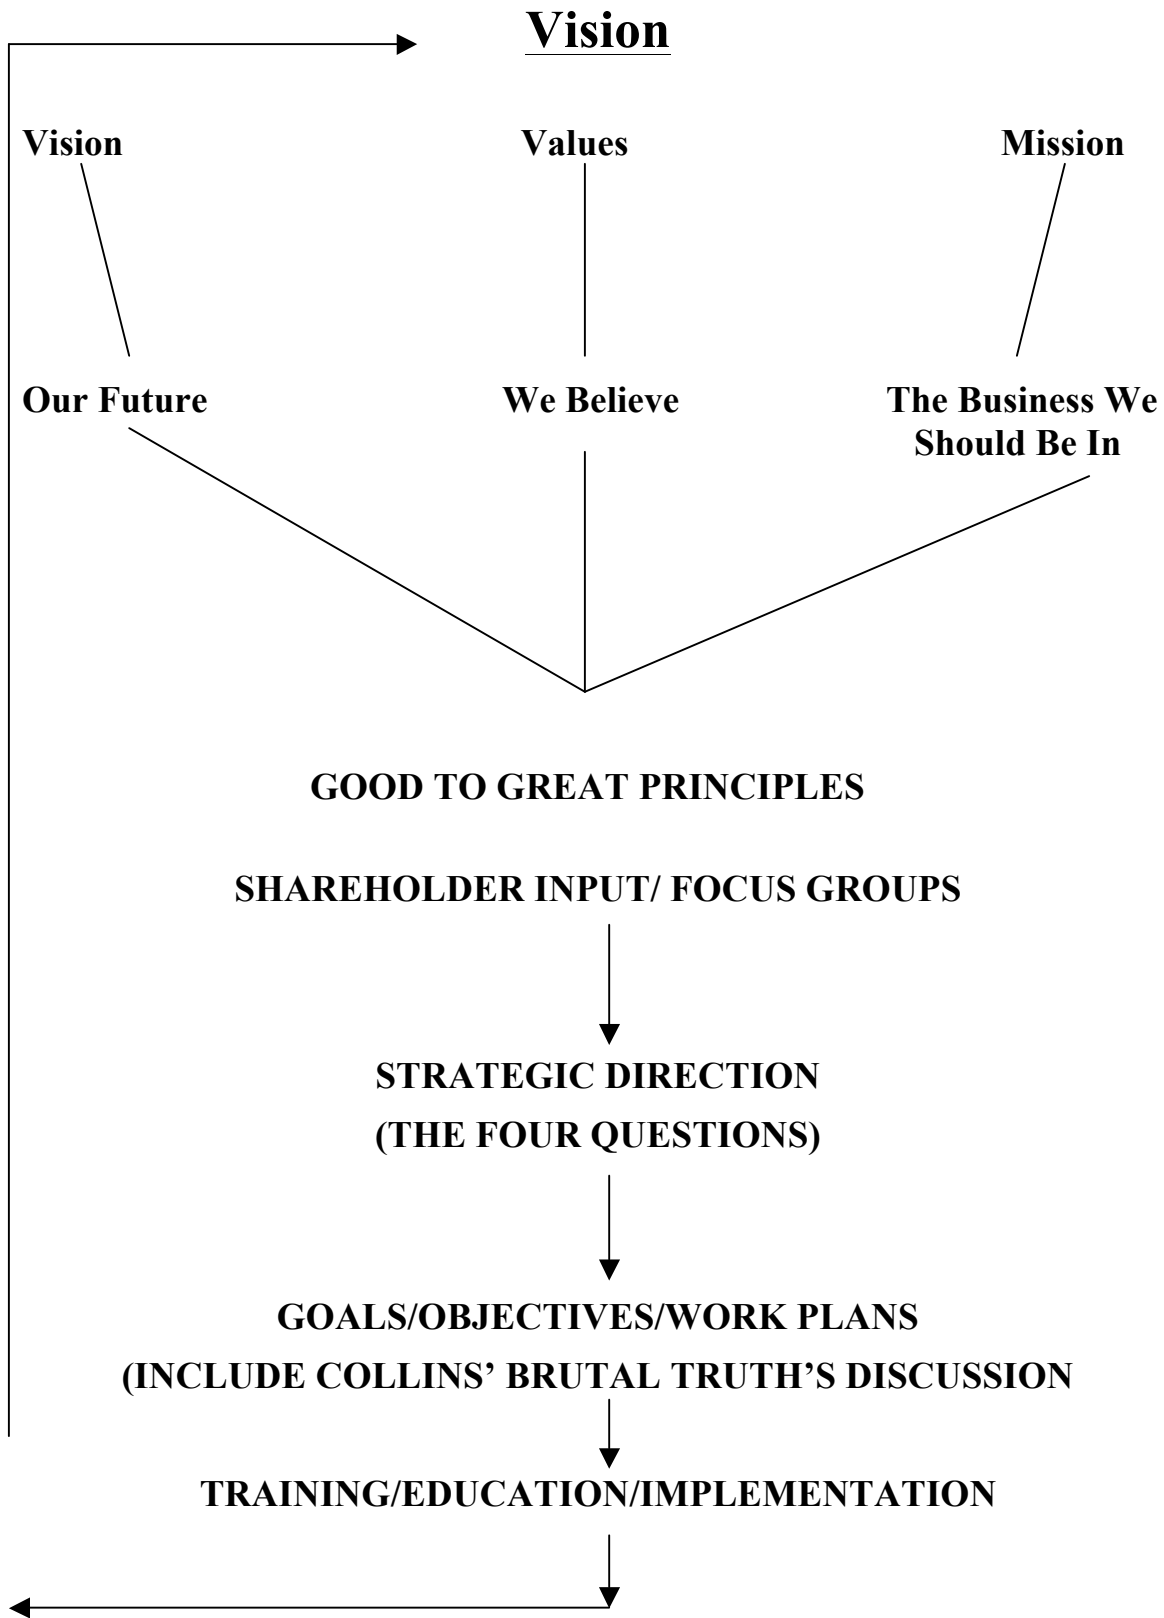 Vision
Vision Values Mission
Our Future We Believe The Business We
Should Be In
GOOD TO GREAT PRINCIPLES
SHAREHOLDER INPUT/ FOCUS GROUPS
STRATEGIC DIRECTION
(THE FOUR QUESTIONS)
GOALS/OBJECTIVES/WORK PLANS
(INCLUDE COLLINS’ BRUTAL TRUTH’S DISCUSSION
TRAINING/EDUCATION/IMPLEMENTATION